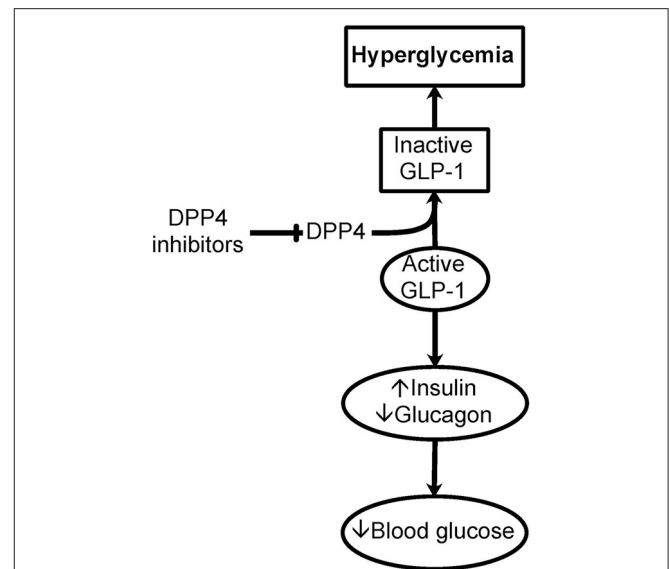 Hyperglycemia
Inactive
GLP-1
DPP4
inhibitors
DPP4
Active
GLP-1
↑Insulin
↓Glucagon
↓Blood glucose